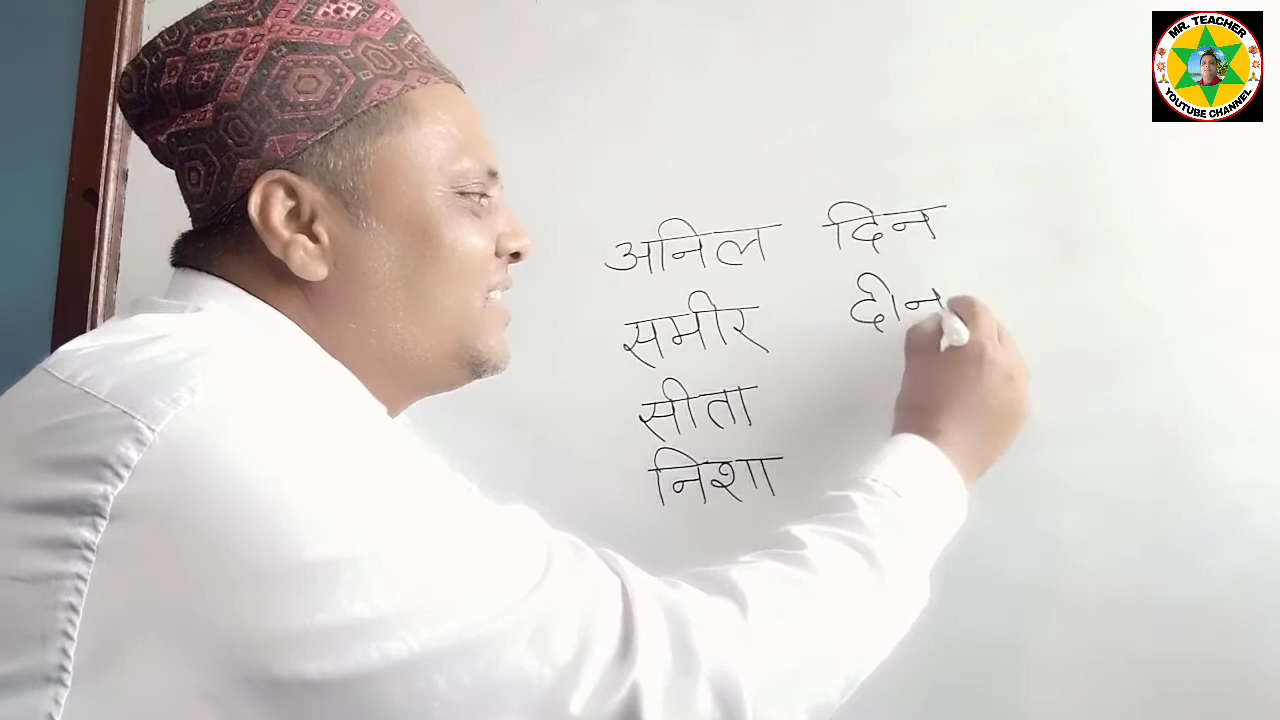 MR. TEACHER
YOUTUBE CHANNEL
अनिल दिन
समीर दीन
सीता
निशा